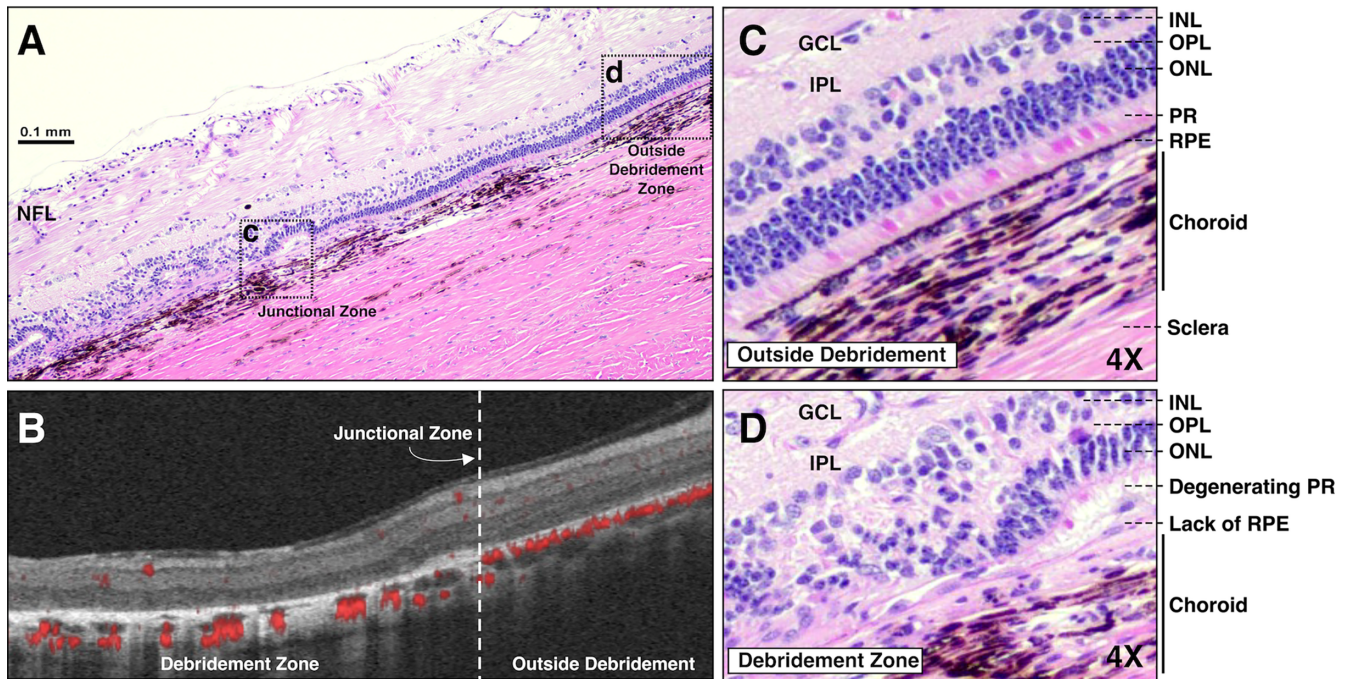 A
0.1 mm
NFL
c
Junctional Zone
d
Outside
Debridement
Zone
B
Junctional Zone
Debridement Zone
Outside Debridement
C
GCL
IPL
INL
OPL
ONL
PR
RPE
Choroid
Sclera
Outside Debridement
4X
D
GCL
IPL
INL
OPL
ONL
Degenerating PR
Lack of RPE
Choroid
Debridement Zone
4X